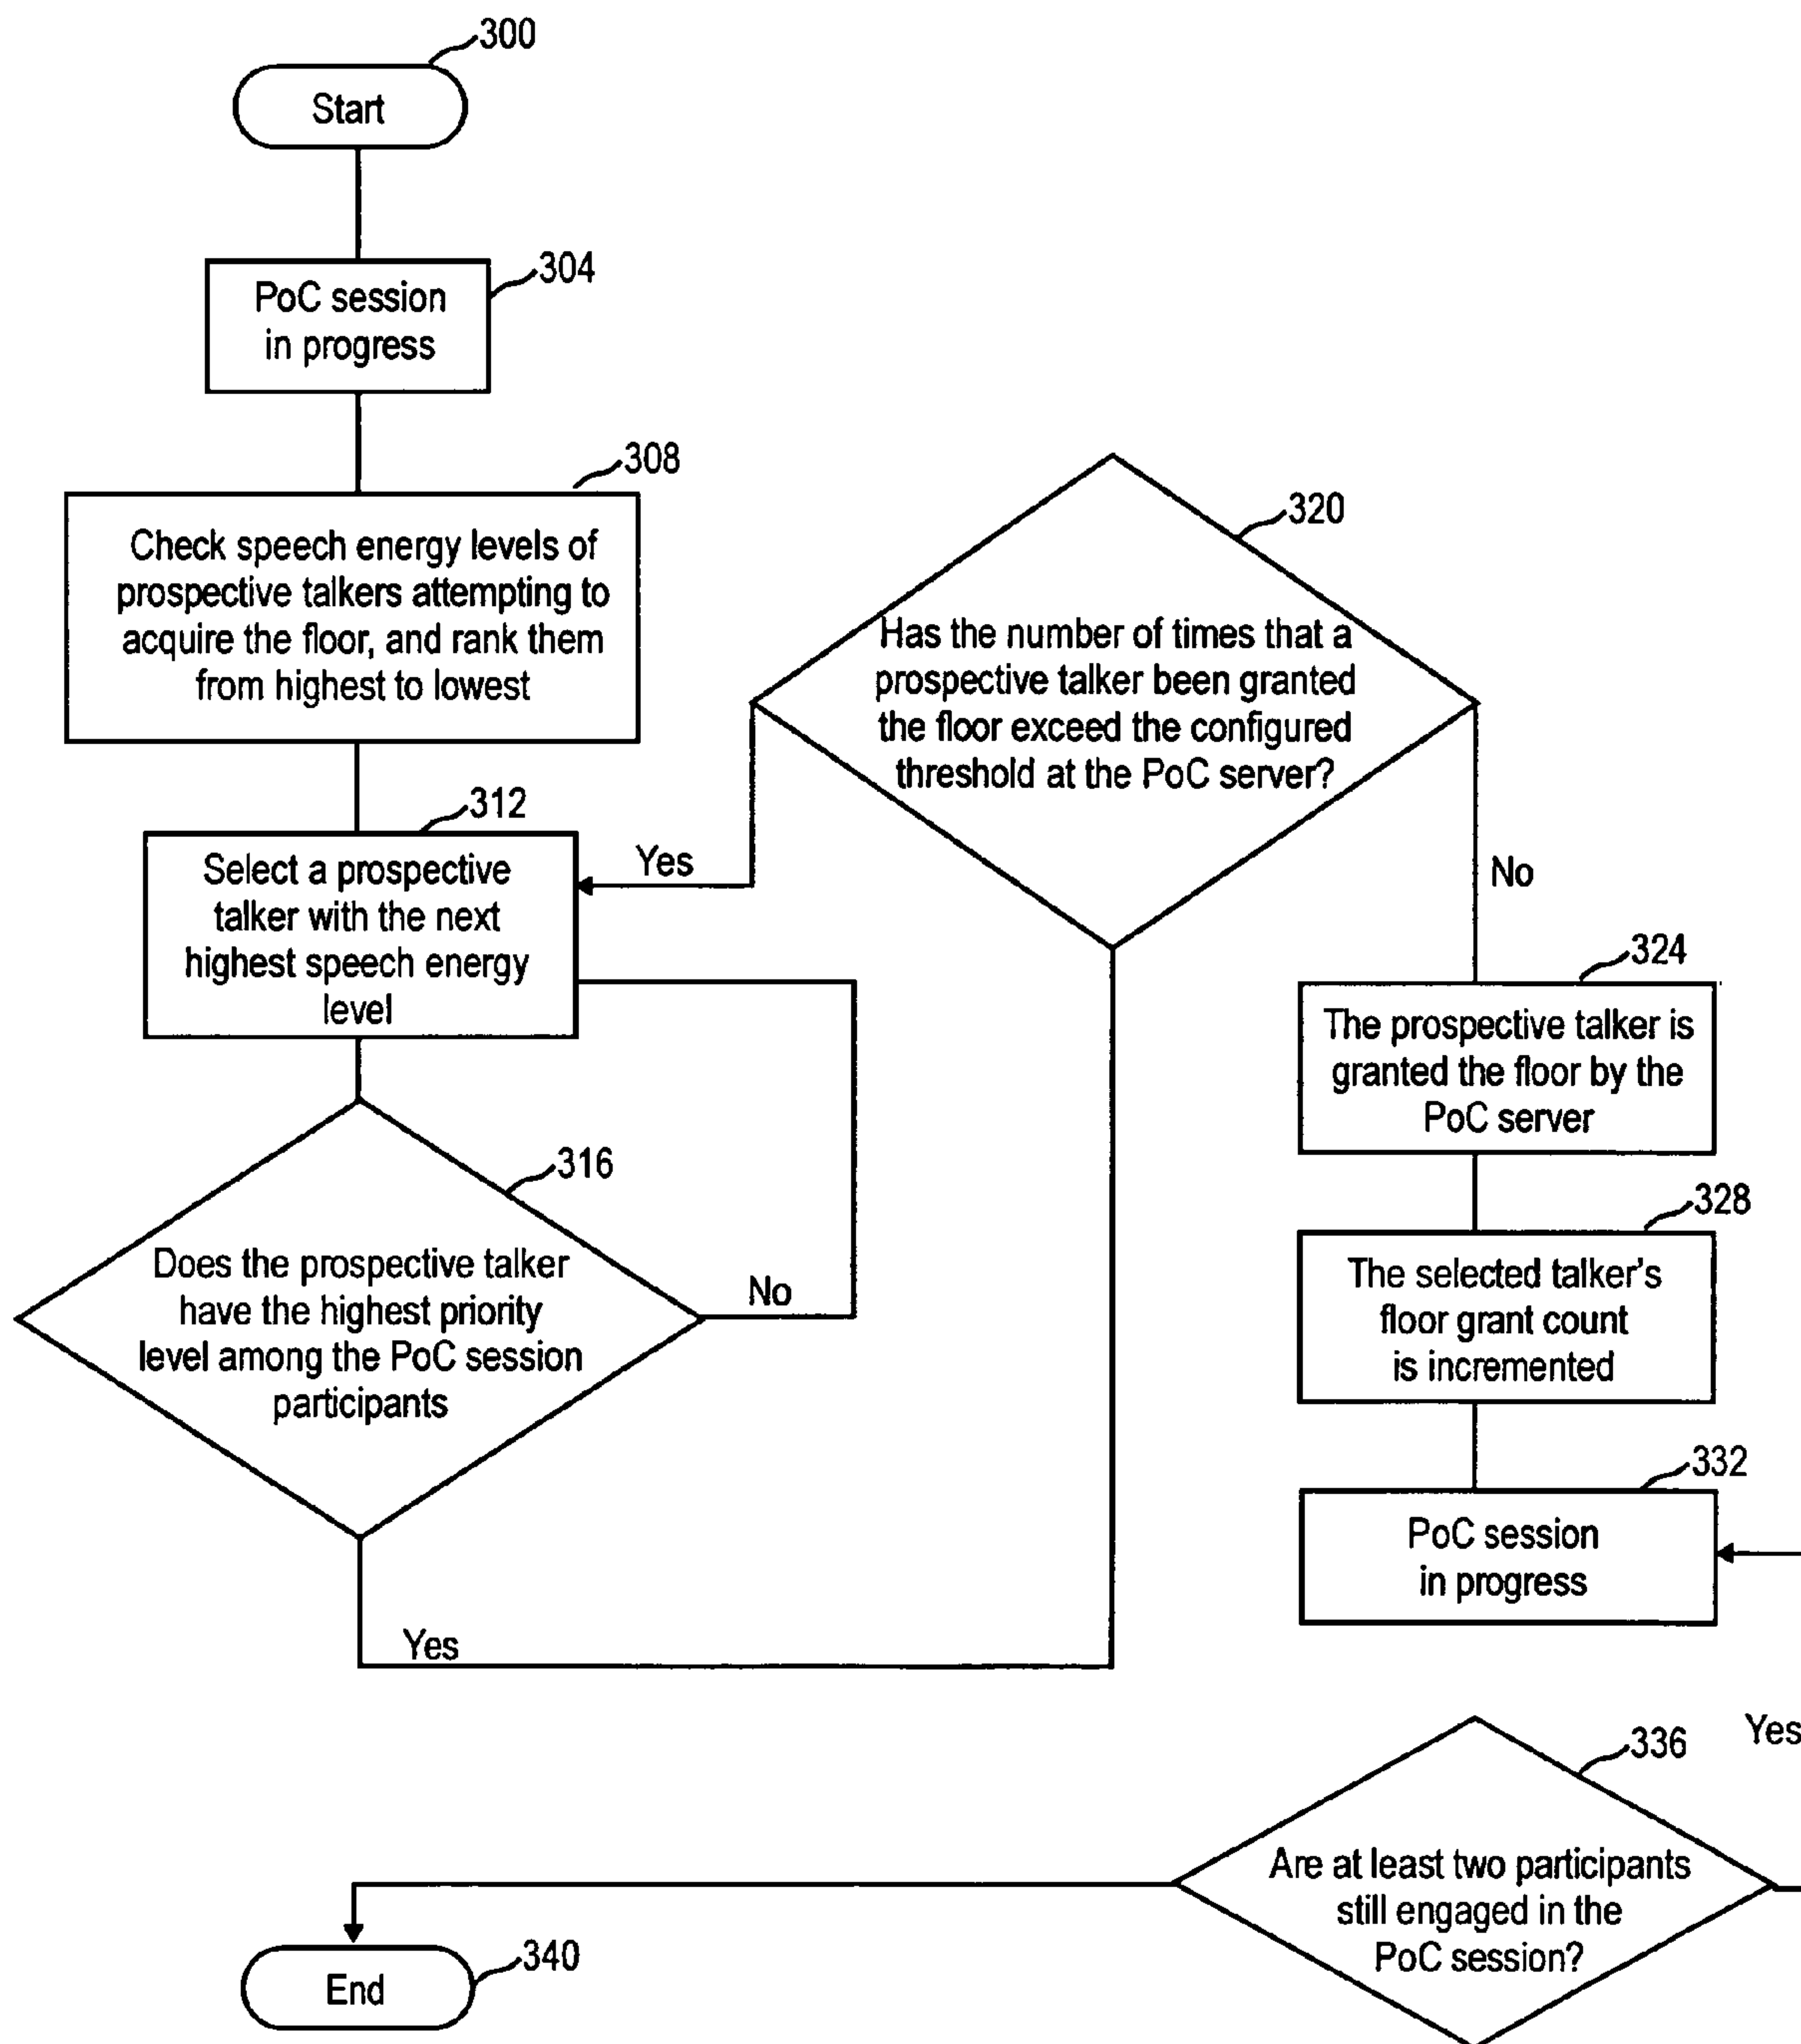 300
Start
304
PoC session
in progress
308
Check speech energy levels of
prospective talkers attempting to
acquire the floor, and rank them
from highest to lowest
312
Select a prospective
talker with the next
highest speech energy
level
Yes
316
Does the prospective talker
have the highest priority
level among the PoC session
participants
No
Yes
320
Has the number of times that a
prospective talker been granted
the floor exceed the configured
threshold at the PoC server?
No
324
The prospective talker is
granted the floor by the
PoC server
328
The selected talker's
floor grant count
is incremented
332
PoC session
in progress
Yes
336
Are at least two participants
still engaged in the
PoC session?
340
End